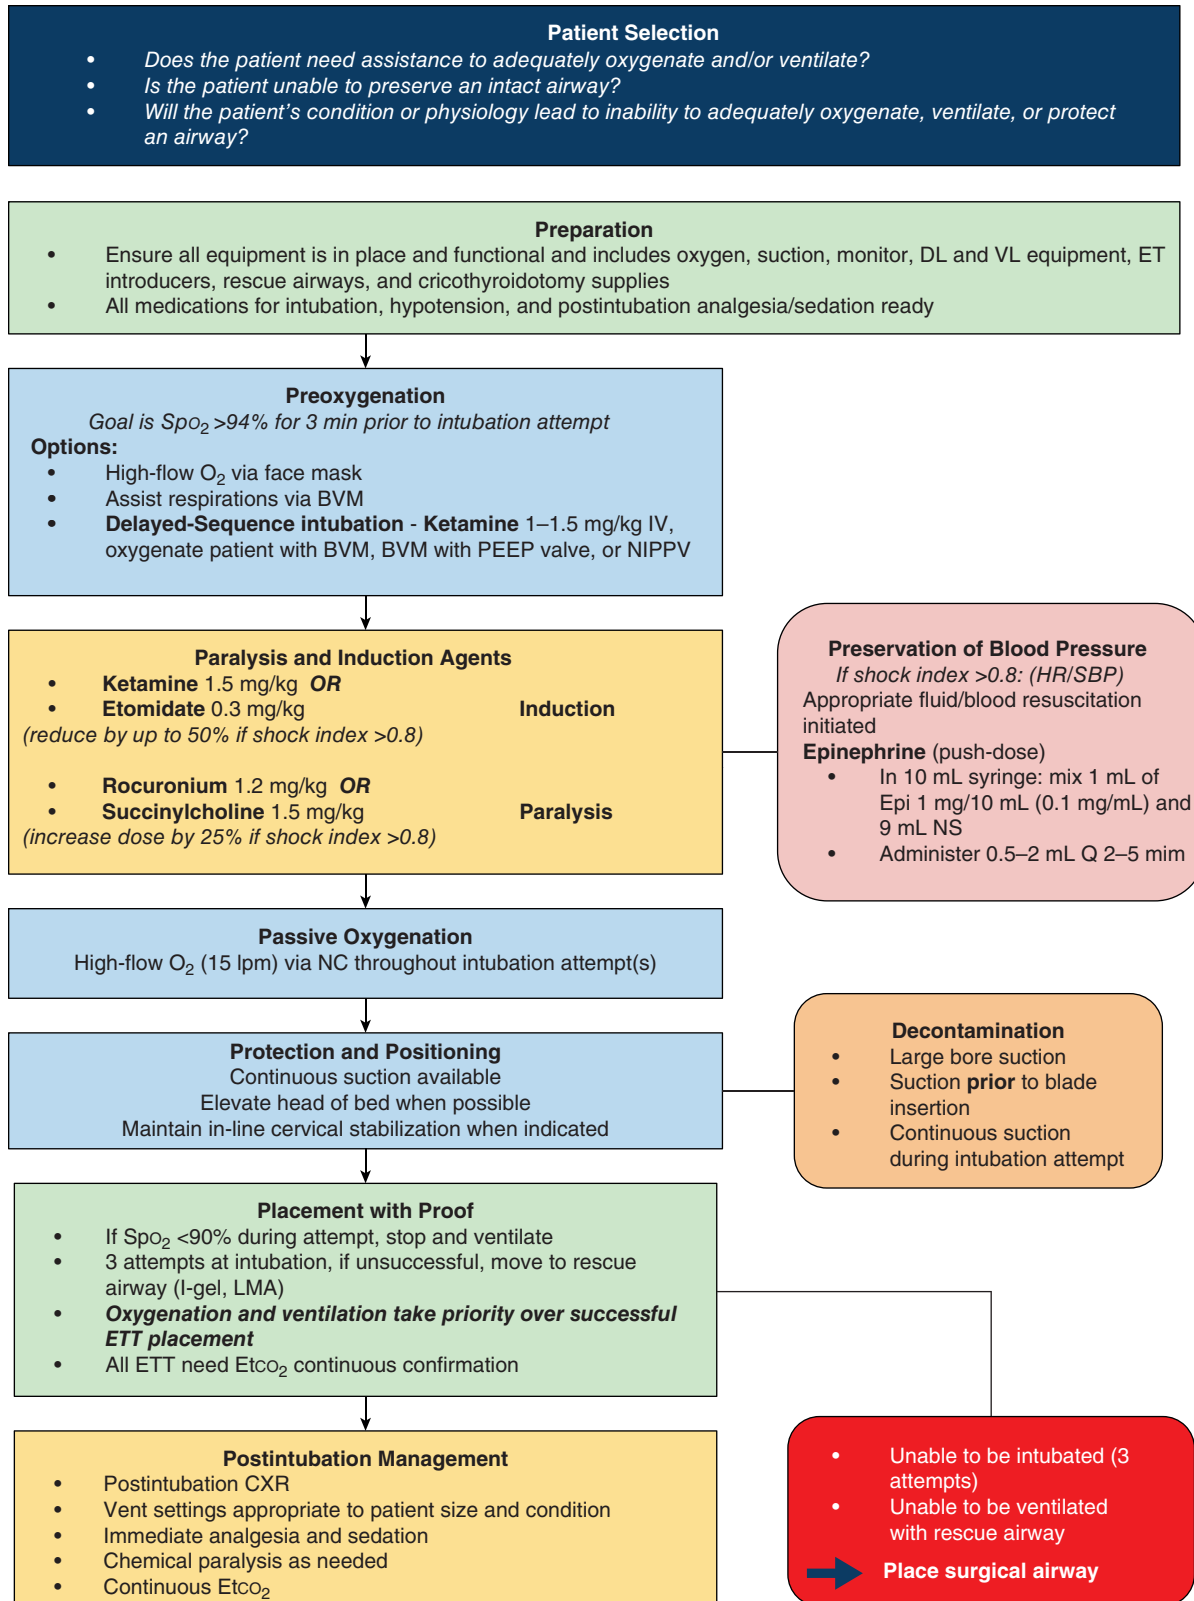 Patient Selection
• Does the patient need assistance to adequately oxygenate and/or ventilate?
• Is the patient unable to preserve an intact airway?
• Will the patient's condition or physiology lead to inability to adequately oxygenate, ventilate, or protect
an airway?
Preparation
• Ensure all equipment is in place and functional and includes oxygen, suction, monitor, DL and VL equipment, ET
introducers, rescue airways, and cricothyroidotomy supplies
• All medications for intubation, hypotension, and postintubation analgesia/sedation ready
Preoxygenation
Goal is SpO₂ >94% for 3 min prior to intubation attempt
Options:
• High-flow O₂ via face mask
• Assist respirations via BVM
• Delayed-Sequence intubation - Ketamine 1–1.5 mg/kg IV,
oxygenate patient with BVM, BVM with PEEP valve, or NIPPV
Paralysis and Induction Agents
• Ketamine 1.5 mg/kg OR
• Etomidate 0.3 mg/kg Induction
(reduce by up to 50% if shock index >0.8)
• Rocuronium 1.2 mg/kg OR
• Succinylcholine 1.5 mg/kg Paralysis
(increase dose by 25% if shock index >0.8)
Preservation of Blood Pressure
If shock index >0.8: (HR/SBP)
Appropriate fluid/blood resuscitation
initiated
Epinephrine (push-dose)
• In 10 mL syringe: mix 1 mL of
Epi 1 mg/10 mL (0.1 mg/mL) and
9 mL NS
• Administer 0.5–2 mL Q 2–5 mim
Passive Oxygenation
High-flow O₂ (15 lpm) via NC throughout intubation attempt(s)
Protection and Positioning
Continuous suction available
Elevate head of bed when possible
Maintain in-line cervical stabilization when indicated
Decontamination
• Large bore suction
• Suction prior to blade
insertion
• Continuous suction
during intubation attempt
Placement with Proof
• If SpO₂ <90% during attempt, stop and ventilate
• 3 attempts at intubation, if unsuccessful, move to rescue
airway (I-gel, LMA)
• Oxygenation and ventilation take priority over successful
ETT placement
• All ETT need EtCO₂ continuous confirmation
Postintubation Management
• Postintubation CXR
• Vent settings appropriate to patient size and condition
• Immediate analgesia and sedation
• Chemical paralysis as needed
• Continuous EtCO₂
• Unable to be intubated (3
attempts)
• Unable to be ventilated
with rescue airway
Place surgical airway